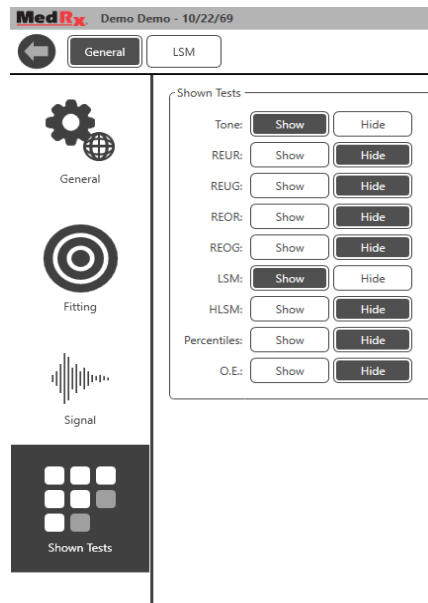 MedRx. Demo Demo - 10/22/69
General LSM
Shown Tests
Tone: Show Hide
REUR: Show Hide
General
REUG: Show Hide
REOR: Show Hide
REOG: Show Hide
LSM: Show Hide
Fitting
HLSM: Show Hide
Percentiles: Show Hide
O.E.: Show Hide
Signal
Shown Tests